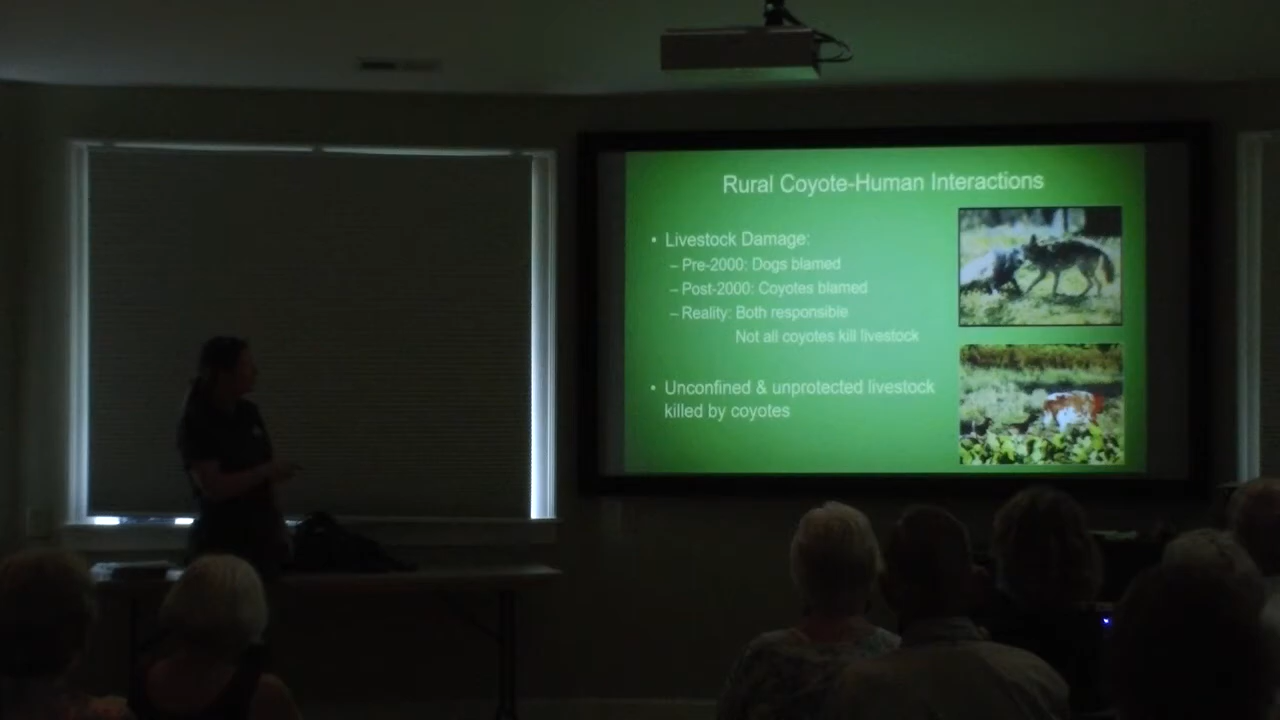 Rural Coyote-Human Interactions
• Livestock Damage:
– Pre-2000: Dogs blamed
– Post-2000: Coyotes blamed
– Reality: Both responsible
Not all coyotes kill livestock
• Unconfined & unprotected livestock
killed by coyotes